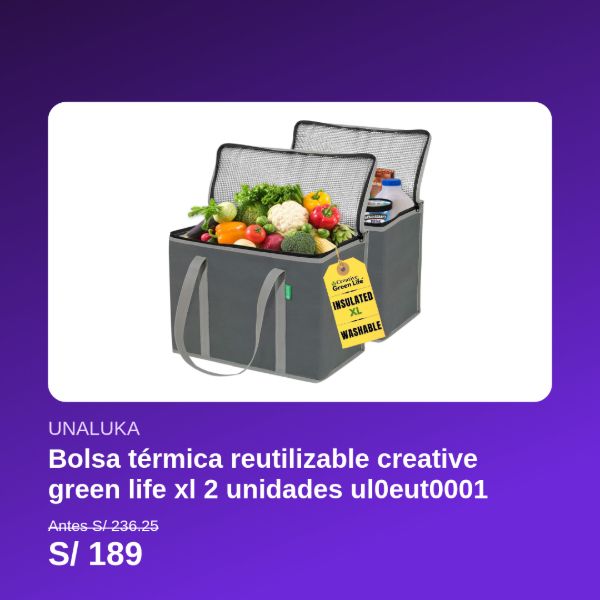 Creative
Green Life
INSULATED
XL
WASHABLE
UNALUKA
Bolsa térmica reutilizable creative
green life xl 2 unidades ul0eut0001
Antes S/ 236.25
S/ 189